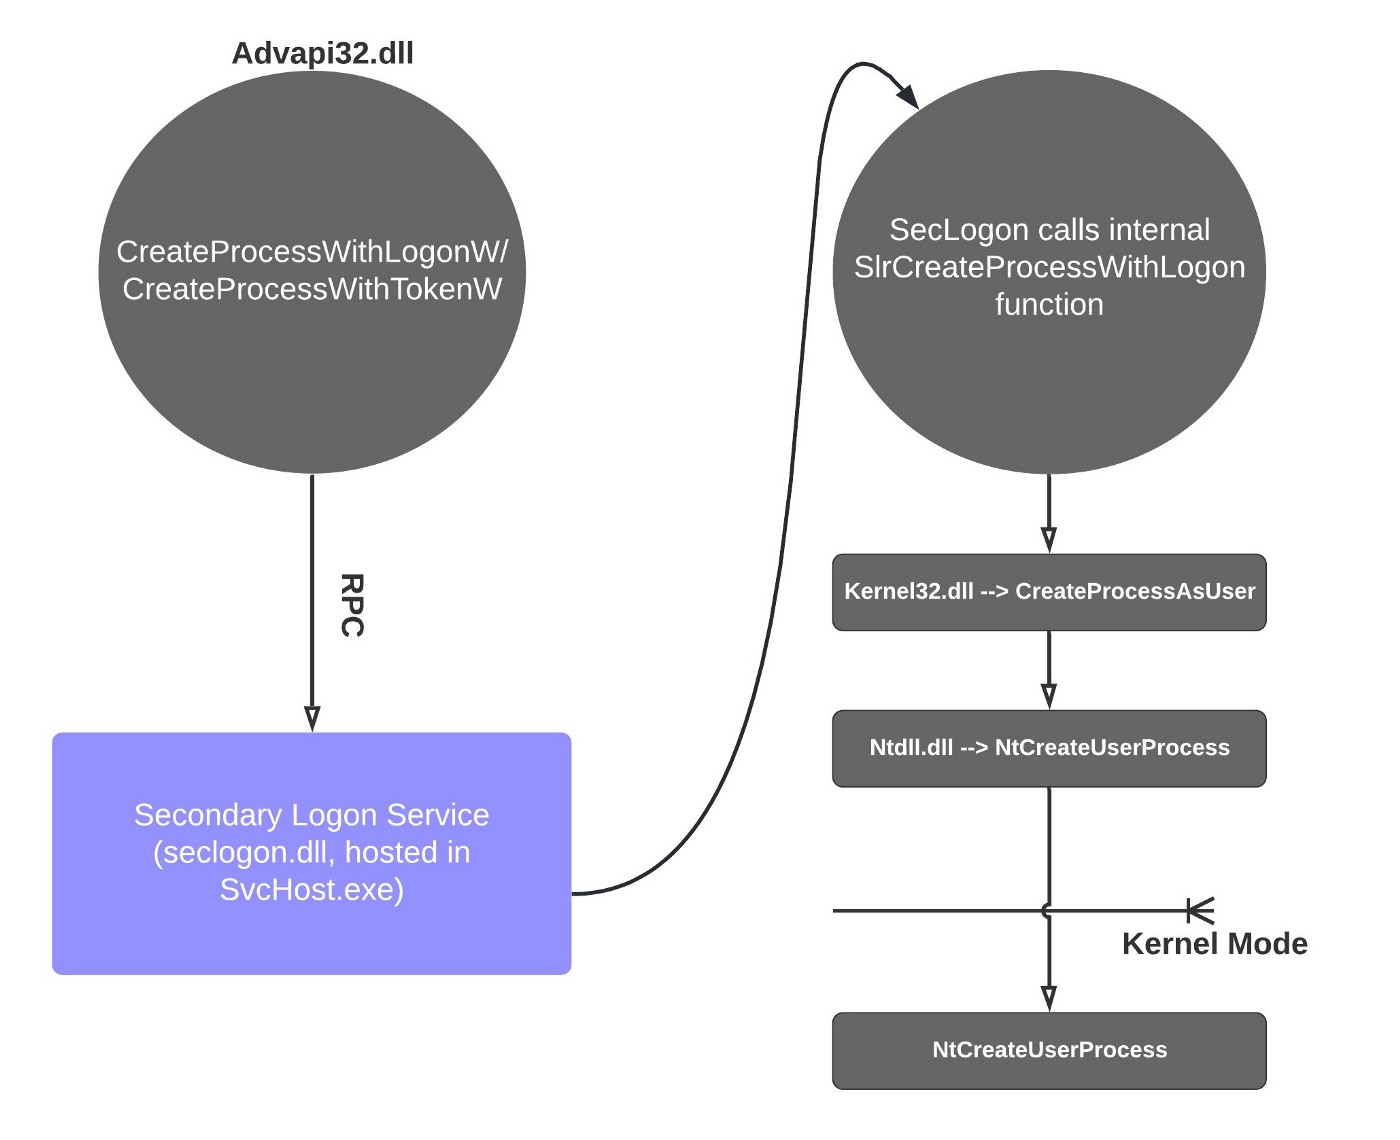 Advapi32.dll
CreateProcessWithLogonW/
CreateProcessWithTokenW
RPC
Secondary Logon Service
(seclogon.dll, hosted in
SvcHost.exe)
SecLogon calls internal
SlrCreateProcessWithLogon
function
Kernel32.dll --> CreateProcessAsUser
Ntdll.dll --> NtCreateUserProcess
Kernel Mode
NtCreateUserProcess